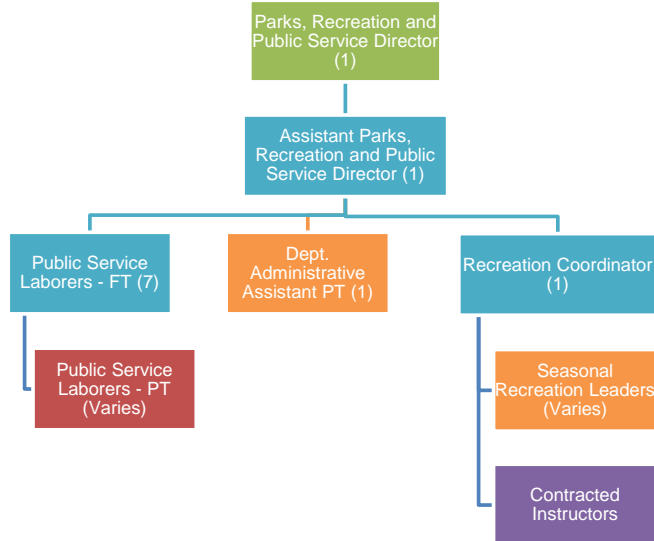 Parks, Recreation and
Public Service Director
(1)
Assistant Parks,
Recreation and Public
Service Director (1)
Public Service
Laborers - FT (7)
Dept.
Administrative
Assistant PT (1)
Recreation Coordinator
(1)
Public Service
Laborers - PT
(Varies)
Seasonal
Recreation Leaders
(Varies)
Contracted
Instructors